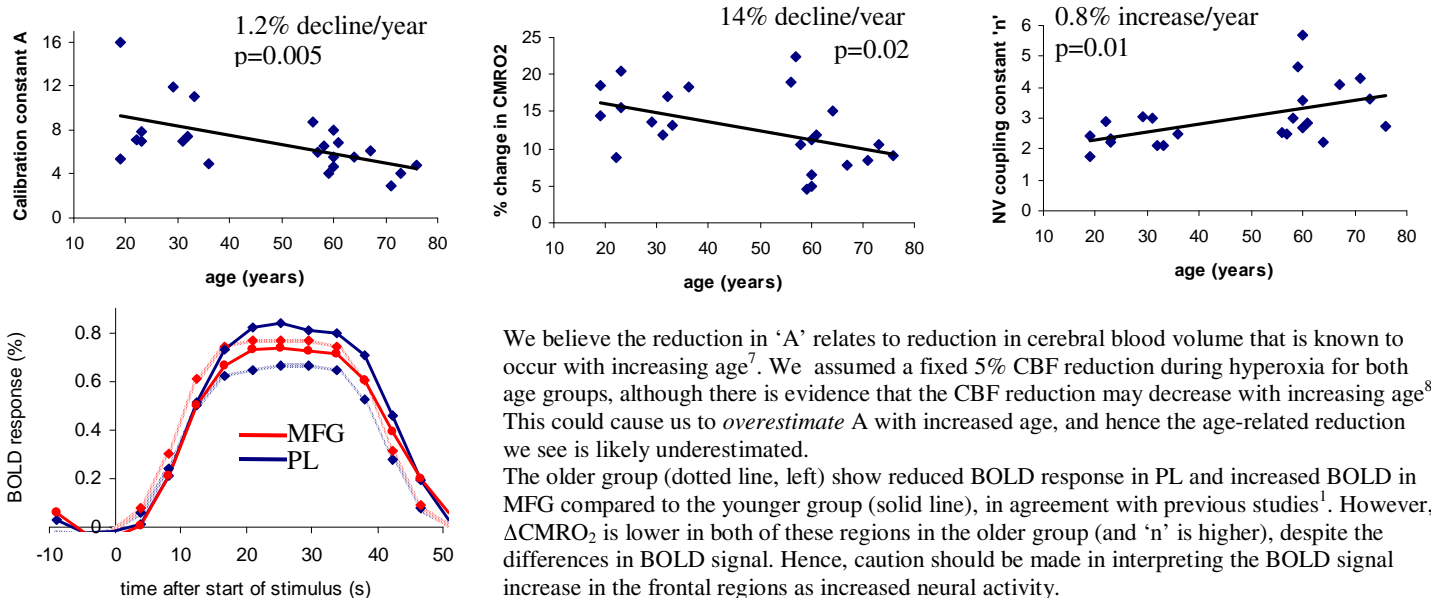 1.2% decline/year
p=0.005
Calibration constant A
16
12
8
4
0
10 20 30 40 50 60 70 80
age (years)
14% decline/year
p=0.02
% change in CMRO2
25
20
15
10
5
0
10 20 30 40 50 60 70 80
age (years)
0.8% increase/year
p=0.01
NV coupling constant 'n'
6
5
4
3
2
1
0
10 20 30 40 50 60 70 80
age (years)
BOLD response (%)
0.8
0.6
0.4
0.2
0
MFG
PL
-10 0 10 20 30 40 50
time after start of stimulus (s)
We believe the reduction in ‘A’ relates to reduction in cerebral blood volume that is known to
occur with increasing age7. We assumed a fixed 5% CBF reduction during hyperoxia for both
age groups, although there is evidence that the CBF reduction may decrease with increasing age8
This could cause us to overestimate A with increased age, and hence the age-related reduction
we see is likely underestimated.
The older group (dotted line, left) show reduced BOLD response in PL and increased BOLD in
MFG compared to the younger group (solid line), in agreement with previous studies1. However,
ΔCMRO2 is lower in both of these regions in the older group (and ‘n’ is higher), despite the
differences in BOLD signal. Hence, caution should be made in interpreting the BOLD signal
increase in the frontal regions as increased neural activity.